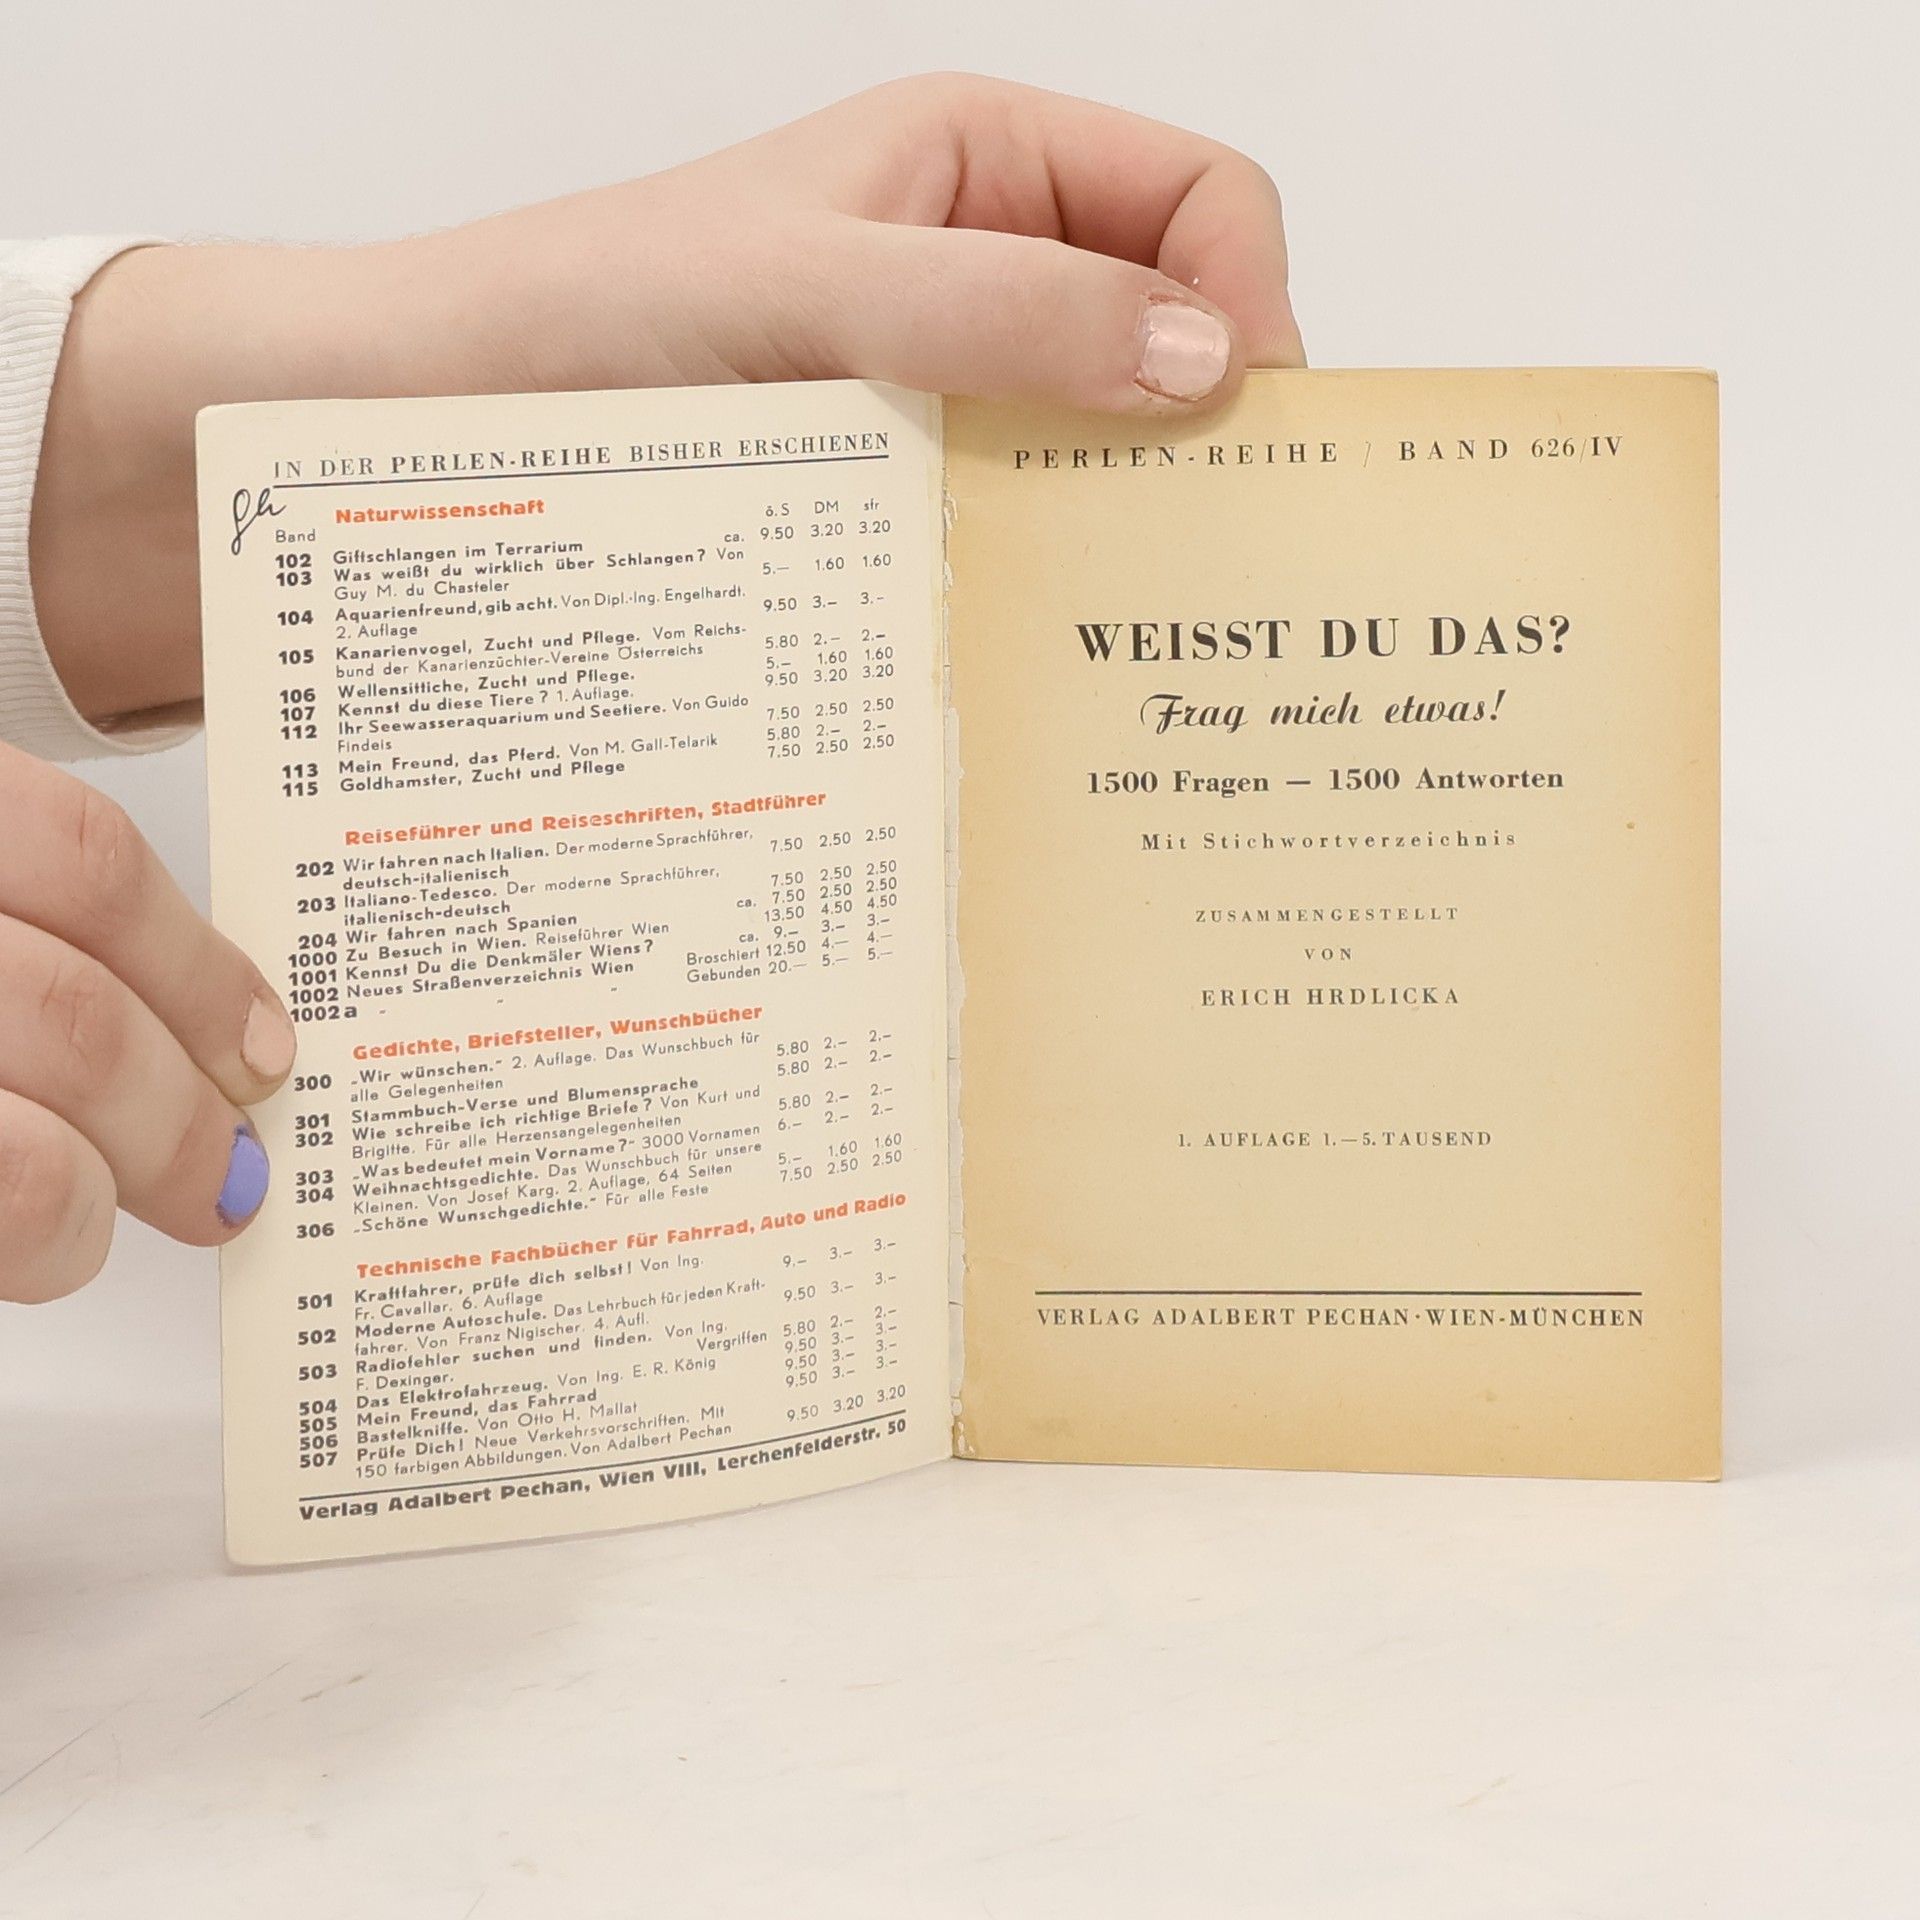 IN DER PERLEN-REIHE BISHER ERSCHIENEN
Naturwissenschaft
Band ö.S DM sfr
102 Giftschlangen im Terrarium ca. 9.50 3.20 3.20
103 Was weißt du wirklich über Schlangen? Von
Guy M. du Chasteler 5.— 1.60 1.60
104 Aquarienfreund, gib acht. Von Dipl.-Ing. Engelhardt.
2. Auflage 9.50 3.— 3.-
105 Kanarienvogel, Zucht und Pflege. Vom Reichs-
bund der Kanarienzüchter-Vereine Österreichs 5.80 2.— 2.—
106 Wellensittiche, Zucht und Pflege. 5.— 1.60 1.60
107 Kennst du diese Tiere? 1. Auflage. 9.50 3.20 3.20
112 Ihr Seewasseraquarium und Seetiere. Von Guido
Findeis 7.50 2.50 2.50
113 Mein Freund, das Pferd. Von M. Gall-Telarik 5.80 2.— 2.—
115 Goldhamster, Zucht und Pflege 7.50 2.50 2.50
Reiseführer und Reiseschriften, Stadtführer
202 Wir fahren nach Italien. Der moderne Sprachführer,
deutsch-italienisch 7.50 2.50 2.50
203 Italiano-Tedesco. Der moderne Sprachführer,
italienisch-deutsch 7.50 2.50 2.50
204 Wir fahren nach Spanien ca. 7.50 2.50 2.50
1000 Zu Besuch in Wien. Reiseführer Wien 13.50 4.50 4.50
1001 Kennst Du die Denkmäler Wiens? ca. 9.— 3.— 3.—
1002 Neues Straßenverzeichnis Wien Broschiert 12.50 4.— 4.—
1002a „ „ „ Gebunden 20.— 5.— 5.—
Gedichte, Briefsteller, Wunschbücher
300 „Wir wünschen.“ 2. Auflage. Das Wunschbuch für
alle Gelegenheiten 5.80 2.— 2.—
301 Stammbuch-Verse und Blumensprache 5.80 2.— 2.—
302 Wie schreibe ich richtige Briefe? Von Kurt und
Brigitte. Für alle Herzensangelegenheiten 5.80 2.— 2.—
303 „Was bedeutet mein Vorname?“ 3000 Vornamen 6.— 2.— 2.—
304 Weihnachtsgedichte. Das Wunschbuch für unsere
Kleinen. Von Josef Karg. 2. Auflage, 64 Seiten 5.— 1.60 1.60
306 „Schöne Wunschgedichte.“ Für alle Feste 7.50 2.50 2.50
Technische Fachbücher für Fahrrad, Auto und Radio
501 Kraftfahrer, prüfe dich selbst! Von Ing.
Fr. Cavallar. 6. Auflage 9.— 3.— 3.—
502 Moderne Autoschule. Das Lehrbuch für jeden Kraft-
fahrer. Von Franz Nigischer. 4. Aufl. 9.50 3.— 3.—
503 Radiofehler suchen und finden. Von Ing.
F. Dexinger. Vergriffen 5.80 2.— 2.—
504 Das Elektrofahrzeug. Von Ing. E. R. König 9.50 3.— 3.—
505 Mein Freund, das Fahrrad 9.50 3.— 3.—
506 Bastelkniffe. Von Otto H. Mallat 9.50 3.— 3.—
507 Prüfe Dich! Neue Verkehrsvorschriften. Mit
150 farbigen Abbildungen. Von Adalbert Pechan 9.50 3.20 3.20
Verlag Adalbert Pechan, Wien VIII, Lerchenfelderstr. 50
PERLEN-REIHE / BAND 626/IV
WEISST DU DAS?
Frag mich etwas!
1500 Fragen — 1500 Antworten
Mit Stichwortverzeichnis
ZUSAMMENGESTELLT
VON
ERICH HRDLICKA
1. AUFLAGE 1.—5. TAUSEND
VERLAG ADALBERT PECHAN·WIEN-MÜNCHEN